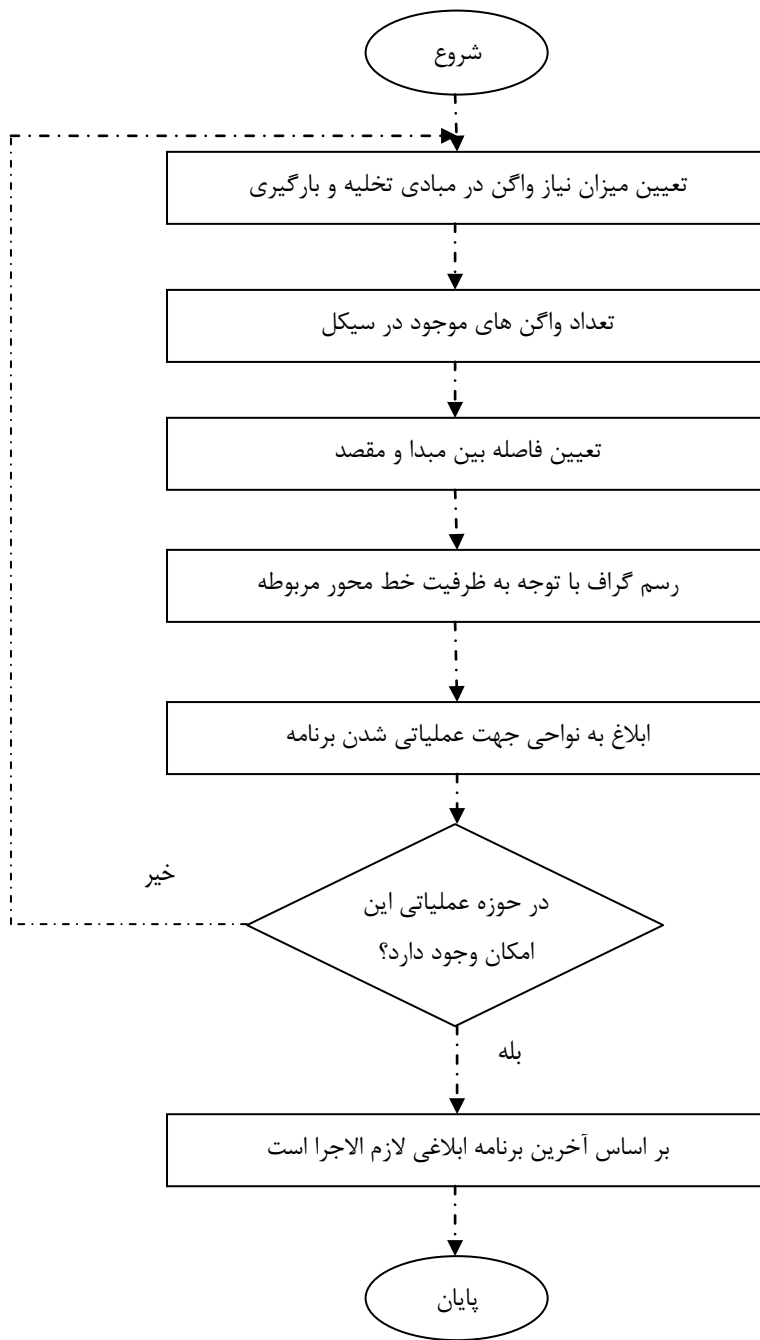 شروع
تعیین میزان نیاز واگن در مبادی تخلیه و بارگیری
تعداد واگن های موجود در سیکل
تعیین فاصله بین مبدا و مقصد
رسم گراف با توجه به ظرفیت خط محور مربوطه
ابلاغ به نواحی جهت عملیاتی شدن برنامه
خیر
در حوزه عملیاتی این
امکان وجود دارد؟
بله
بر اساس آخرین برنامه ابلاغی لازم الاجرا است
پایان